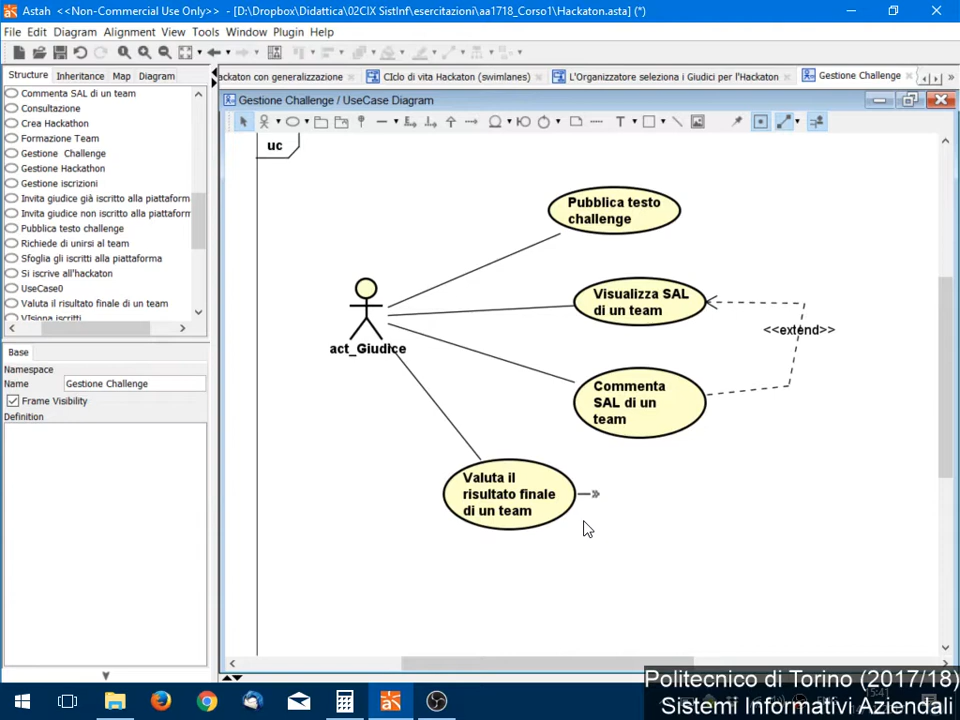 Astah <<Non-Commercial Use Only>> - [D:\Dropbox\Didattica\02CIX SistInf\esercitazioni\aa1718_Corso1\Hackaton.asta] (*)
File Edit Diagram Alignment View Tools Window Plugin Help
Structure Inheritance Map Diagram
ackaton con generalizzazione
CIclo di vita Hackaton (swimlanes)
L'Organizzatore seleziona i Giudici per l'Hackaton
Gestione Challenge
Gestione Challenge / UseCase Diagram
Commenta SAL di un team
Consultazione
Crea Hackathon
Formazione Team
Gestione Challenge
Gestione Hackathon
Gestione iscrizioni
Invita giudice già iscritto alla piattaform
Invita giudice non iscritto alla piattaforn
Pubblica testo challenge
Richiede di unirsi al team
Sfoglia gli iscritti alla piattaforma
Si iscrive all'hackaton
UseCase0
Valuta il risultato finale di un team
VIsiona iscritti
Base
Namespace
Name Gestione Challenge
Frame Visibility
Definition
uc
Pubblica testo
challenge
Visualizza SAL
di un team
<<extend>>
act_Giudice
Commenta
SAL di un
team
Valuta il
risultato finale
di un team
Politecnico di Torino (2017/18)
Sistemi Informativi Aziendali